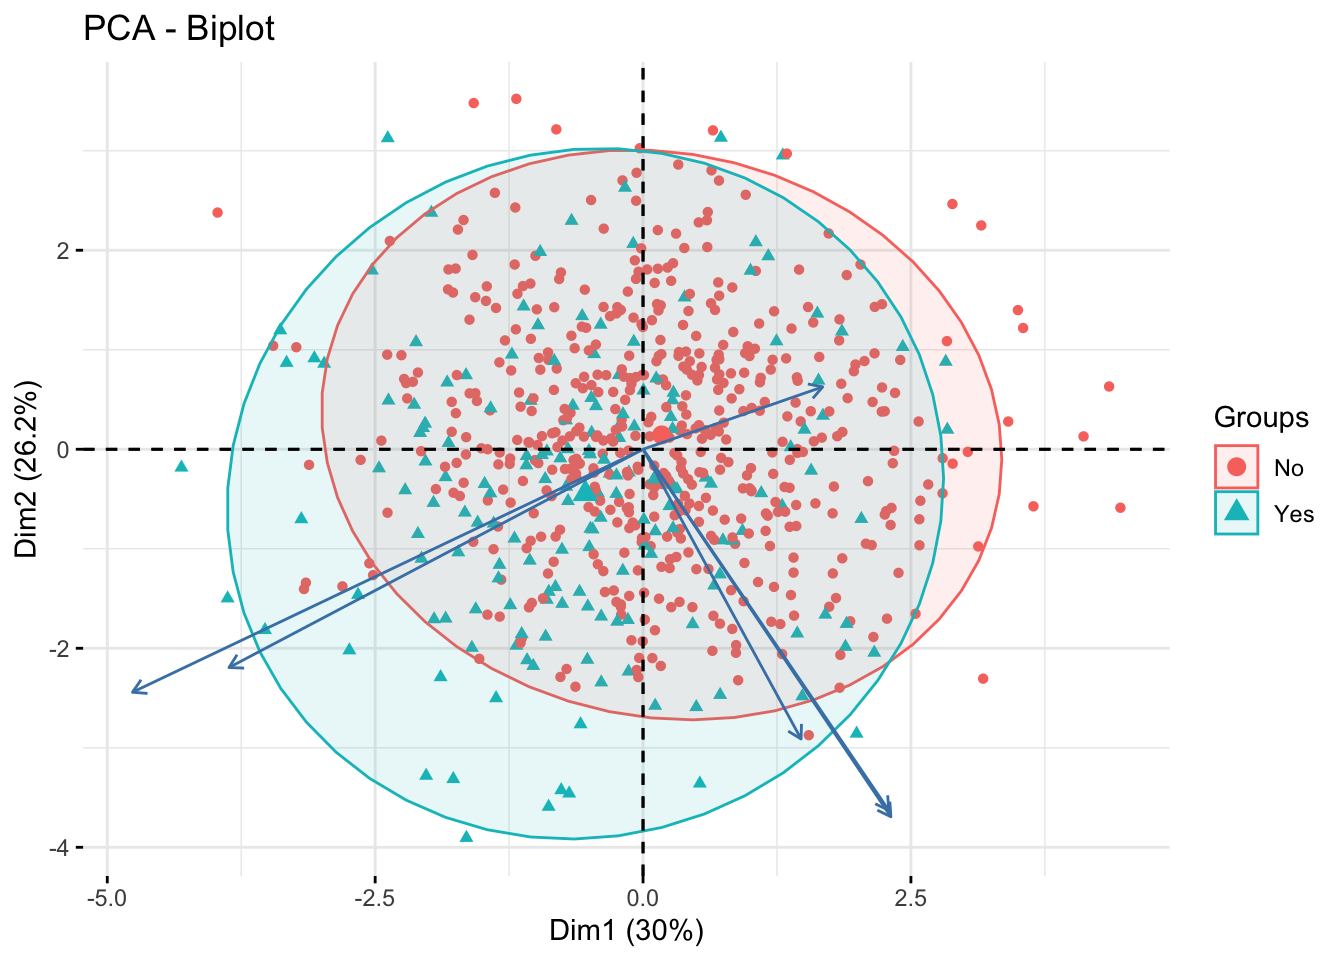 PCA - Biplot
2
0
-2
-4
-5.0
-2.5
0.0
2.5
Dim1 (30%)
Dim2 (26.2%)
Groups
No
Yes